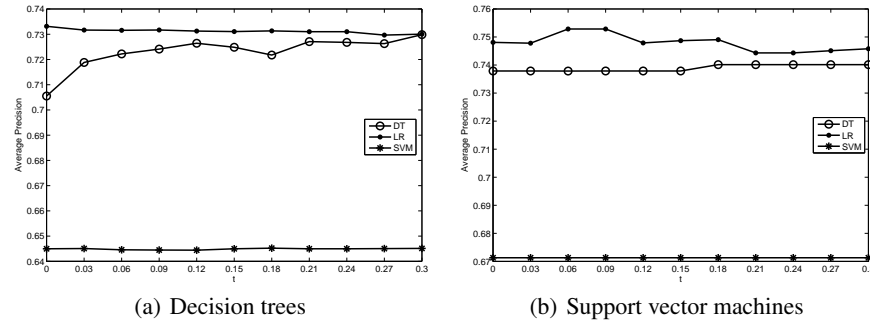 0.74
0.73
0.72
0.71
0.7
0.69
0.68
0.67
0.66
0.65
0.64
Average Precision
0 0.03 0.06 0.09 0.12 0.15 0.18 0.21 0.24 0.27 0.3
t
DT
LR
SVM
(a) Decision trees
0.76
0.75
0.74
0.73
0.72
0.71
0.7
0.69
0.68
0.67
Average Precision
0 0.03 0.06 0.09 0.12 0.15 0.18 0.21 0.24 0.27 0.3
t
DT
LR
SVM
(b) Support vector machines